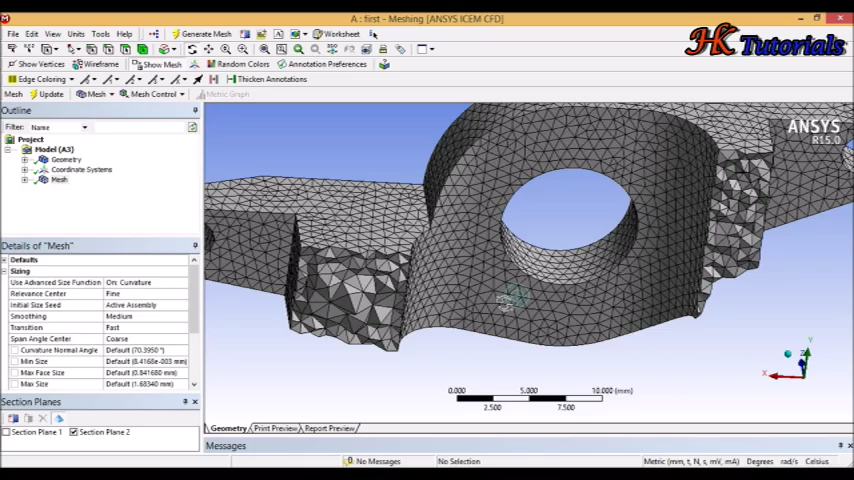 A : first - Meshing [ANSYS ICEM CFD]
File Edit View Units Tools Help Generate Mesh Worksheet
Show Vertices Wireframe Show Mesh Random Colors Annotation Preferences
Edge Coloring Thicken Annotations
Mesh Update Mesh Mesh Control Metric Graph
HK Tutorials
Outline
Filter: Name
Project
Model (A3)
Geometry
Coordinate Systems
Mesh
ANSYS
R15.0
Details of "Mesh"
Defaults
Sizing
Use Advanced Size Function On: Curvature
Relevance Center Fine
Initial Size Seed Active Assembly
Smoothing Medium
Transition Fast
Span Angle Center Coarse
Curvature Normal Angle Default (70.3950 °)
Min Size Default (8.4168e-003 mm)
Max Face Size Default (0.841680 mm)
Max Size Default (1.68340 mm)
Section Planes
Section Plane 1 Section Plane 2
0.000 5.000 10.000 (mm)
2.500 7.500
X Y Z
Geometry Print Preview Report Preview
Messages
No Messages No Selection Metric (mm, t, N, s, mV, mA) Degrees rad/s Celsius